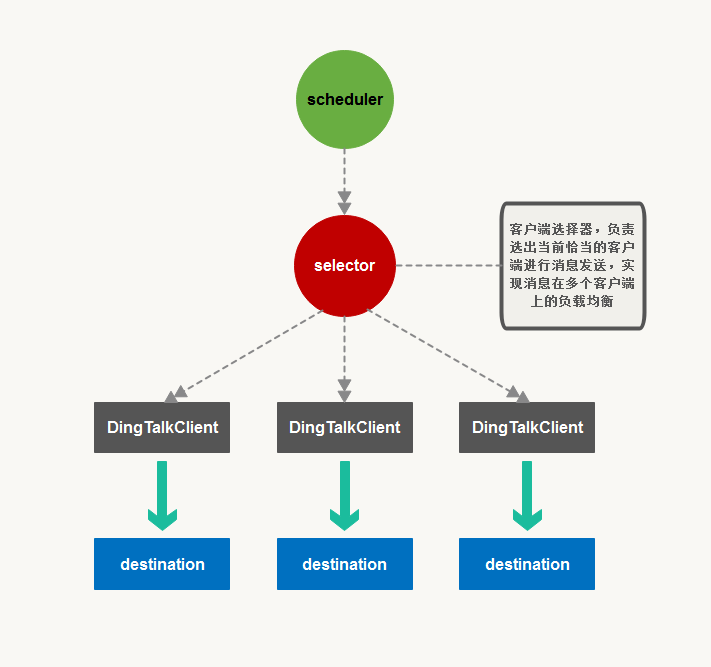 scheduler
selector
客户端选择器，负责
选出当前恰当的客户
端进行消息发送，实
现消息在多个客户端
上的负载均衡
DingTalkClient
DingTalkClient
DingTalkClient
destination
destination
destination